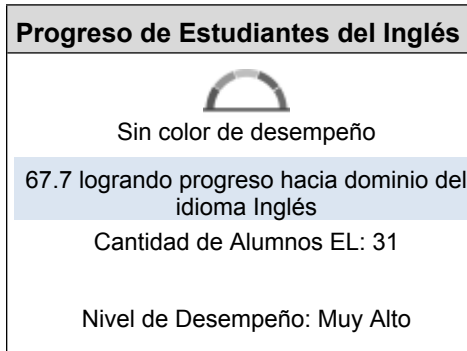 Progreso de Estudiantes del Inglés
Sin color de desempeño
67.7 logrando progreso hacia dominio del
idioma Inglés
Cantidad de Alumnos EL: 31
Nivel de Desempeño: Muy Alto